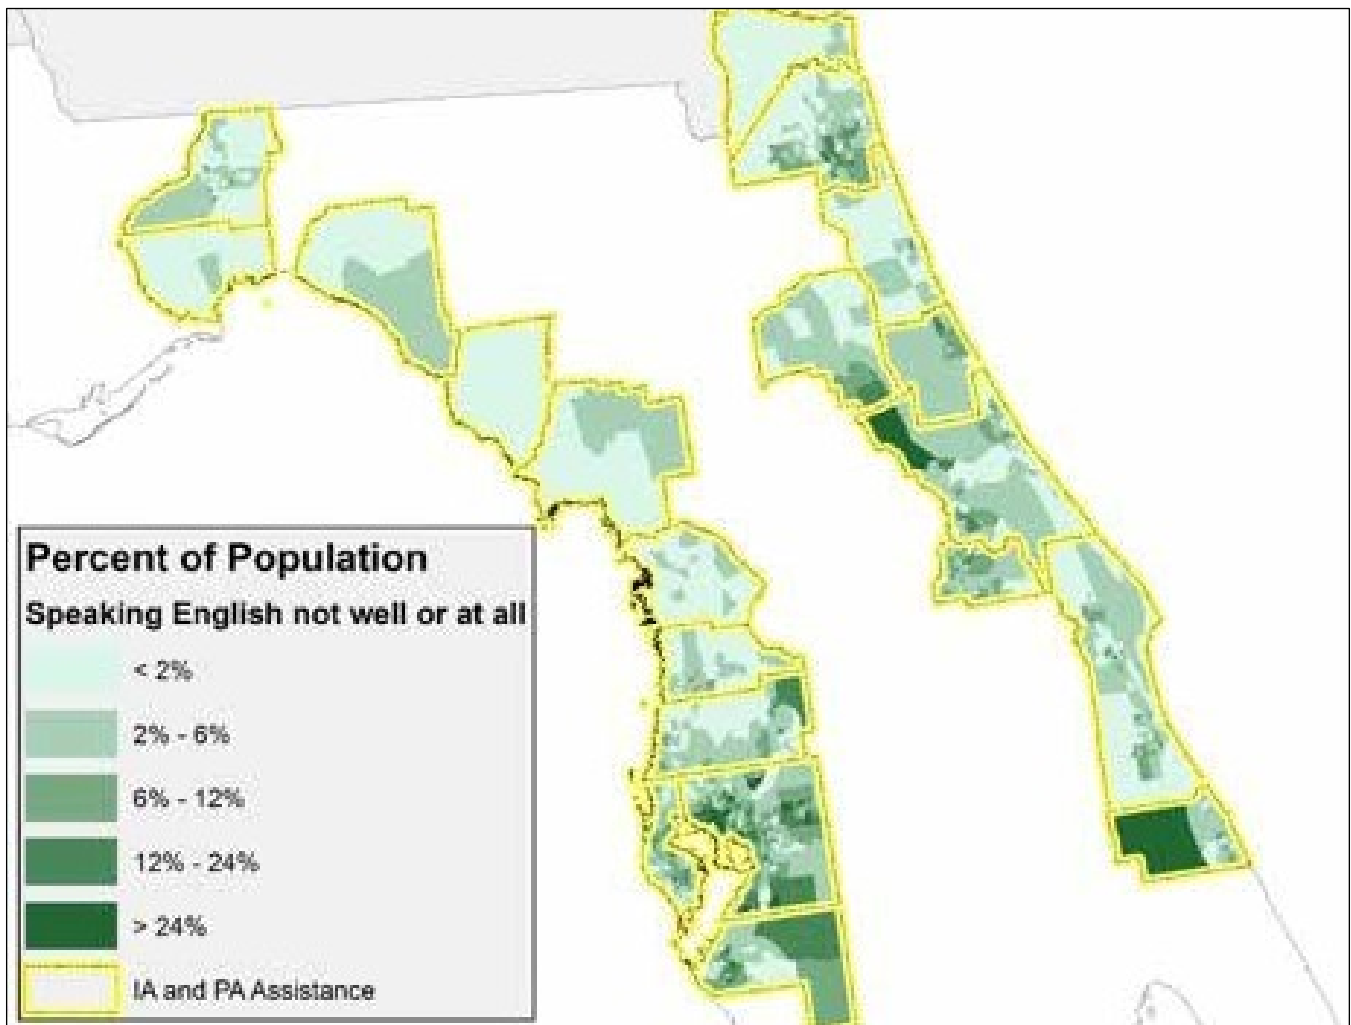 Percent of Population
Speaking English not well or at all
< 2%
2% - 6%
6% - 12%
12% - 24%
> 24%
IA and PA Assistance